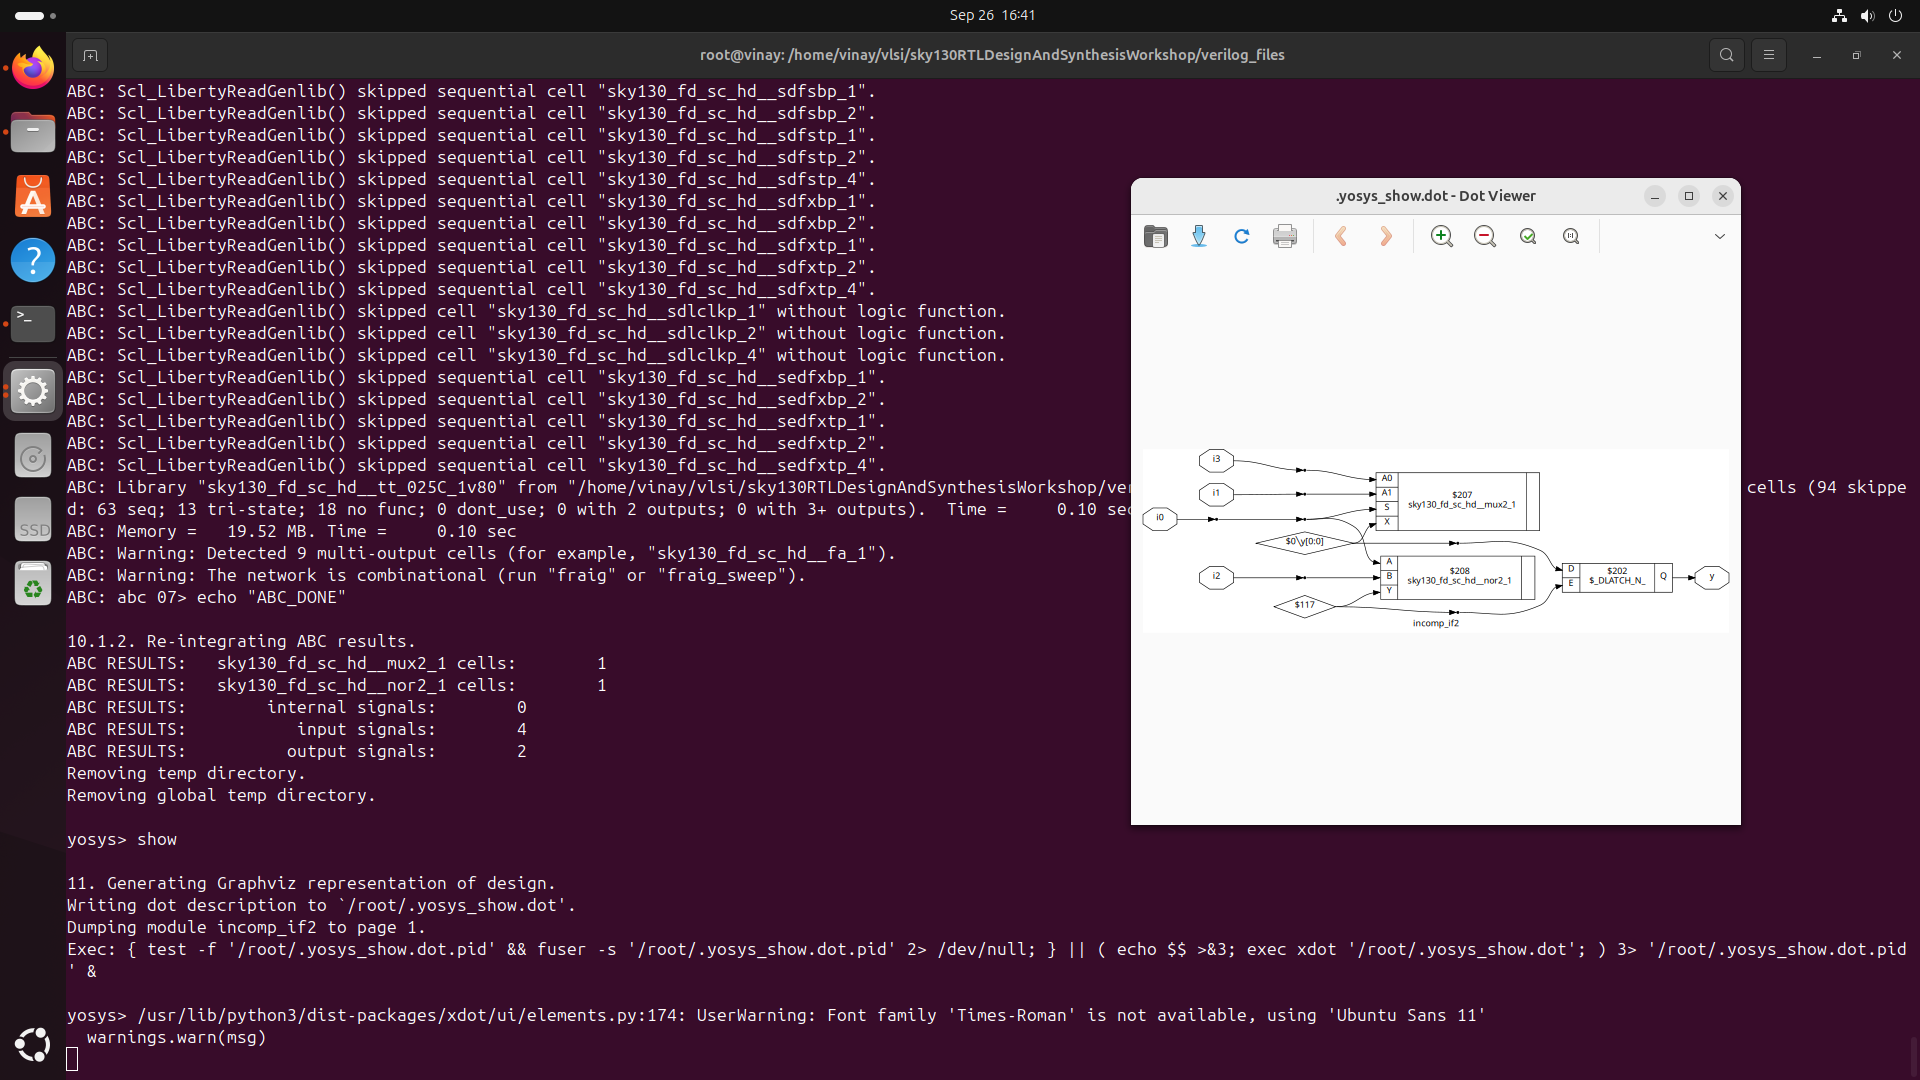 Sep 26 16:41
root@vinay: /home/vinay/vlsi/sky130RTLDesignAndSynthesisWorkshop/verilog_files
ABC: Scl_LibertyReadGenlib() skipped sequential cell "sky130_fd_sc_hd__sdfsbp_1".
ABC: Scl_LibertyReadGenlib() skipped sequential cell "sky130_fd_sc_hd__sdfsbp_2".
ABC: Scl_LibertyReadGenlib() skipped sequential cell "sky130_fd_sc_hd__sdfstp_1".
ABC: Scl_LibertyReadGenlib() skipped sequential cell "sky130_fd_sc_hd__sdfstp_2".
ABC: Scl_LibertyReadGenlib() skipped sequential cell "sky130_fd_sc_hd__sdfstp_4".
ABC: Scl_LibertyReadGenlib() skipped sequential cell "sky130_fd_sc_hd__sdfxbp_1".
ABC: Scl_LibertyReadGenlib() skipped sequential cell "sky130_fd_sc_hd__sdfxbp_2".
ABC: Scl_LibertyReadGenlib() skipped sequential cell "sky130_fd_sc_hd__sdfxtp_1".
ABC: Scl_LibertyReadGenlib() skipped sequential cell "sky130_fd_sc_hd__sdfxtp_2".
ABC: Scl_LibertyReadGenlib() skipped sequential cell "sky130_fd_sc_hd__sdfxtp_4".
ABC: Scl_LibertyReadGenlib() skipped cell "sky130_fd_sc_hd__sdlclkp_1" without logic function.
ABC: Scl_LibertyReadGenlib() skipped cell "sky130_fd_sc_hd__sdlclkp_2" without logic function.
ABC: Scl_LibertyReadGenlib() skipped cell "sky130_fd_sc_hd__sdlclkp_4" without logic function.
ABC: Scl_LibertyReadGenlib() skipped sequential cell "sky130_fd_sc_hd__sedfxbp_1".
ABC: Scl_LibertyReadGenlib() skipped sequential cell "sky130_fd_sc_hd__sedfxbp_2".
ABC: Scl_LibertyReadGenlib() skipped sequential cell "sky130_fd_sc_hd__sedfxtp_1".
ABC: Scl_LibertyReadGenlib() skipped sequential cell "sky130_fd_sc_hd__sedfxtp_2".
ABC: Scl_LibertyReadGenlib() skipped sequential cell "sky130_fd_sc_hd__sedfxtp_4".
ABC: Library "sky130_fd_sc_hd__tt_025C_1v80" from "/home/vinay/vlsi/sky130RTLDesignAndSynthesisWorkshop/ver cells (94 skippe
d: 63 seq; 13 tri-state; 18 no func; 0 dont_use; 0 with 2 outputs; 0 with 3+ outputs).  Time =     0.10 sec
ABC: Memory =   19.52 MB. Time =     0.10 sec
ABC: Warning: Detected 9 multi-output cells (for example, "sky130_fd_sc_hd__fa_1").
ABC: Warning: The network is combinational (run "fraig" or "fraig_sweep").
ABC: abc 07> echo "ABC_DONE"
10.1.2. Re-integrating ABC results.
ABC RESULTS:   sky130_fd_sc_hd__mux2_1 cells:        1
ABC RESULTS:   sky130_fd_sc_hd__nor2_1 cells:        1
ABC RESULTS:        internal signals:        0
ABC RESULTS:           input signals:        4
ABC RESULTS:          output signals:        2
Removing temp directory.
Removing global temp directory.
yosys> show
11. Generating Graphviz representation of design.
Writing dot description to `/root/.yosys_show.dot'.
Dumping module incomp_if2 to page 1.
Exec: { test -f '/root/.yosys_show.dot.pid' && fuser -s '/root/.yosys_show.dot.pid' 2> /dev/null; } || ( echo $$ >&3; exec xdot '/root/.yosys_show.dot'; ) 3> '/root/.yosys_show.dot.pid
' &
yosys> /usr/lib/python3/dist-packages/xdot/ui/elements.py:174: UserWarning: Font family 'Times-Roman' is not available, using 'Ubuntu Sans 11'
  warnings.warn(msg)
SSD
.yosys_show.dot - Dot Viewer
i3
i1
i0
i2
$0\y[0:0]
$117
A0
A1
S
X
$207
sky130_fd_sc_hd__mux2_1
A
B
Y
$208
sky130_fd_sc_hd__nor2_1
D
E
$202
$_DLATCH_N_
Q
y
incomp_if2